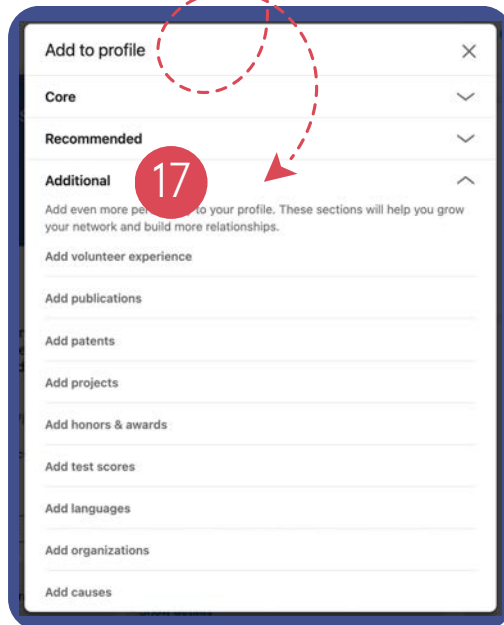 Add to profile
Core
Recommended
Additional
17
Add even more to your profile. These sections will help you grow
your network and build more relationships.
Add volunteer experience
Add publications
Add patents
Add projects
Add honors & awards
Add test scores
Add languages
Add organizations
Add causes